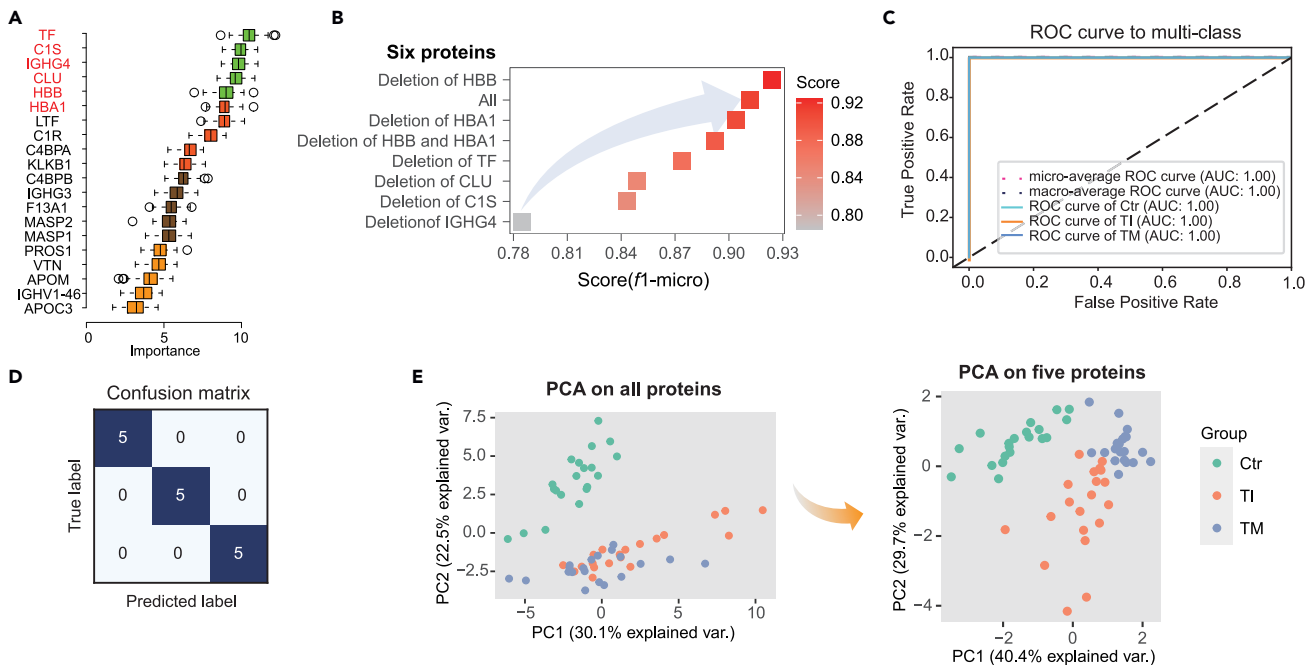 A
TF
C1S
IGHG4
CLU
HBB
HBA1
LTF
C1R
C4BPA
KLKB1
C4BPB
IGHG3
F13A1
MASP2
MASP1
PROS1
VTN
APOM
IGHV1-46
APOC3
0 5 10
Importance
B
Six proteins
Deletion of HBB
All
Deletion of HBA1
Deletion of HBB and HBA1
Deletion of TF
Deletion of CLU
Deletion of C1S
Deletionof IGHG4
0.78 0.81 0.84 0.87 0.90 0.93
Score(f1-micro)
Score
0.92
0.88
0.84
0.80
C
ROC curve to multi-class
True Positive Rate
1.0
0.8
0.6
0.4
0.2
0.0
micro-average ROC curve (AUC: 1.00)
macro-average ROC curve (AUC: 1.00)
ROC curve of Ctr (AUC: 1.00)
ROC curve of TI (AUC: 1.00)
ROC curve of TM (AUC: 1.00)
0.0 0.2 0.4 0.6 0.8 1.0
False Positive Rate
D
Confusion matrix
True label
5 0 0
0 5 0
0 0 5
Predicted label
E
PCA on all proteins
PC2 (22.5% explained var.)
7.5
5.0
2.5
0.0
−2.5
−5 0 5 10
PC1 (30.1% explained var.)
PCA on five proteins
PC2 (29.7% explained var.)
2
0
−2
−4
−2 0 2
PC1 (40.4% explained var.)
Group
Ctr
TI
TM